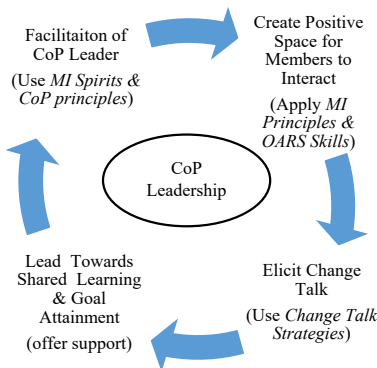 Facilitaiton of
CoP Leader
(Use MI Spirits &
CoP principles)
Create Positive
Space for
Members to
Interact
(Apply MI
Principles &
OARS Skills)
CoP
Leadership
Elicit Change
Talk
(Use Change Talk
Strategies)
Lead Towards
Shared Learning
& Goal
Attainment
(offer support)